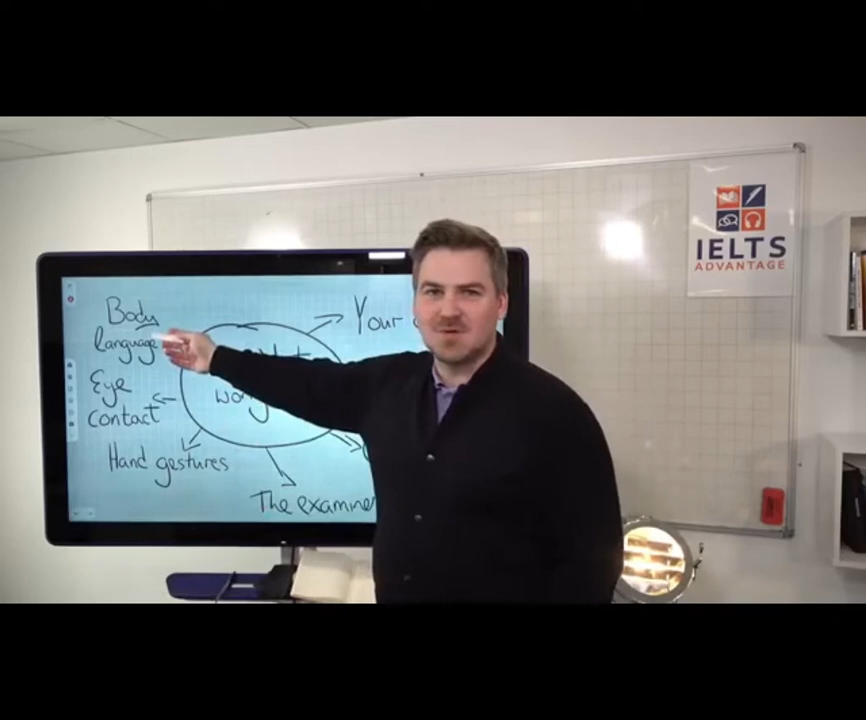 IELTS
ADVANTAGE
Body
language
Your
Eye
contact
Hand gestures
The examiner